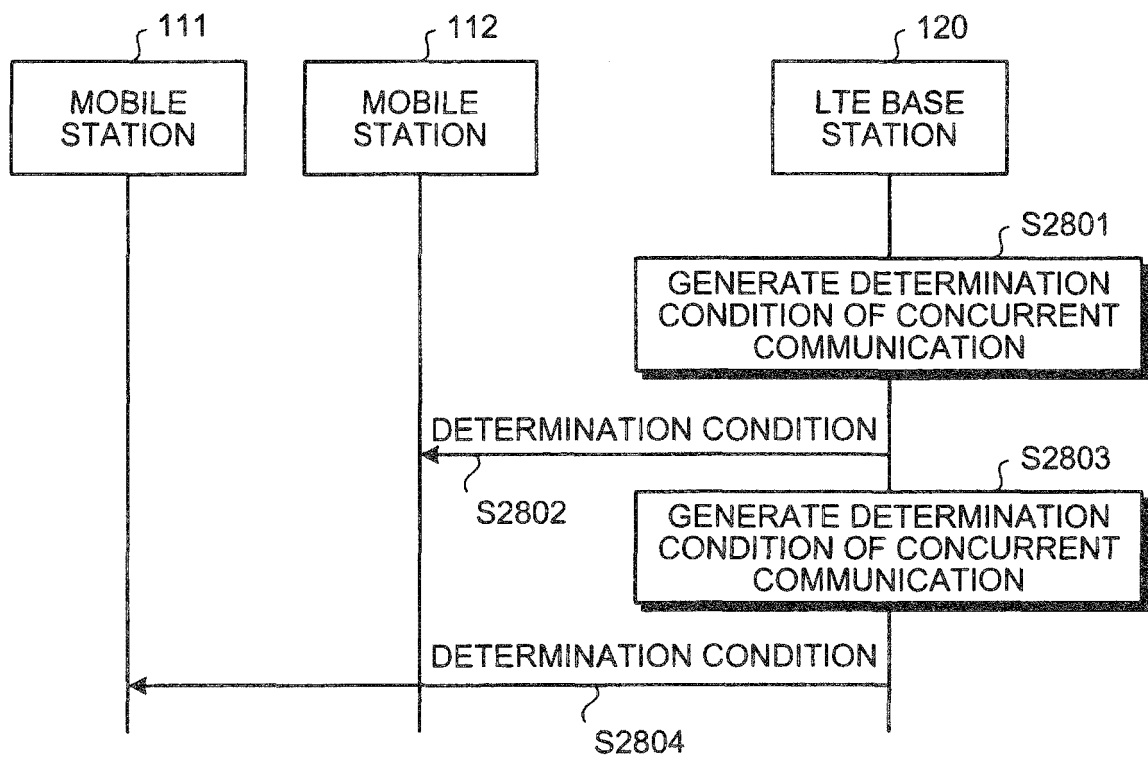 111
112
120
MOBILE
STATION
MOBILE
STATION
LTE BASE
STATION
S2801
GENERATE DETERMINATION
CONDITION OF CONCURRENT
COMMUNICATION
DETERMINATION CONDITION
S2802
S2803
GENERATE DETERMINATION
CONDITION OF CONCURRENT
COMMUNICATION
DETERMINATION CONDITION
S2804